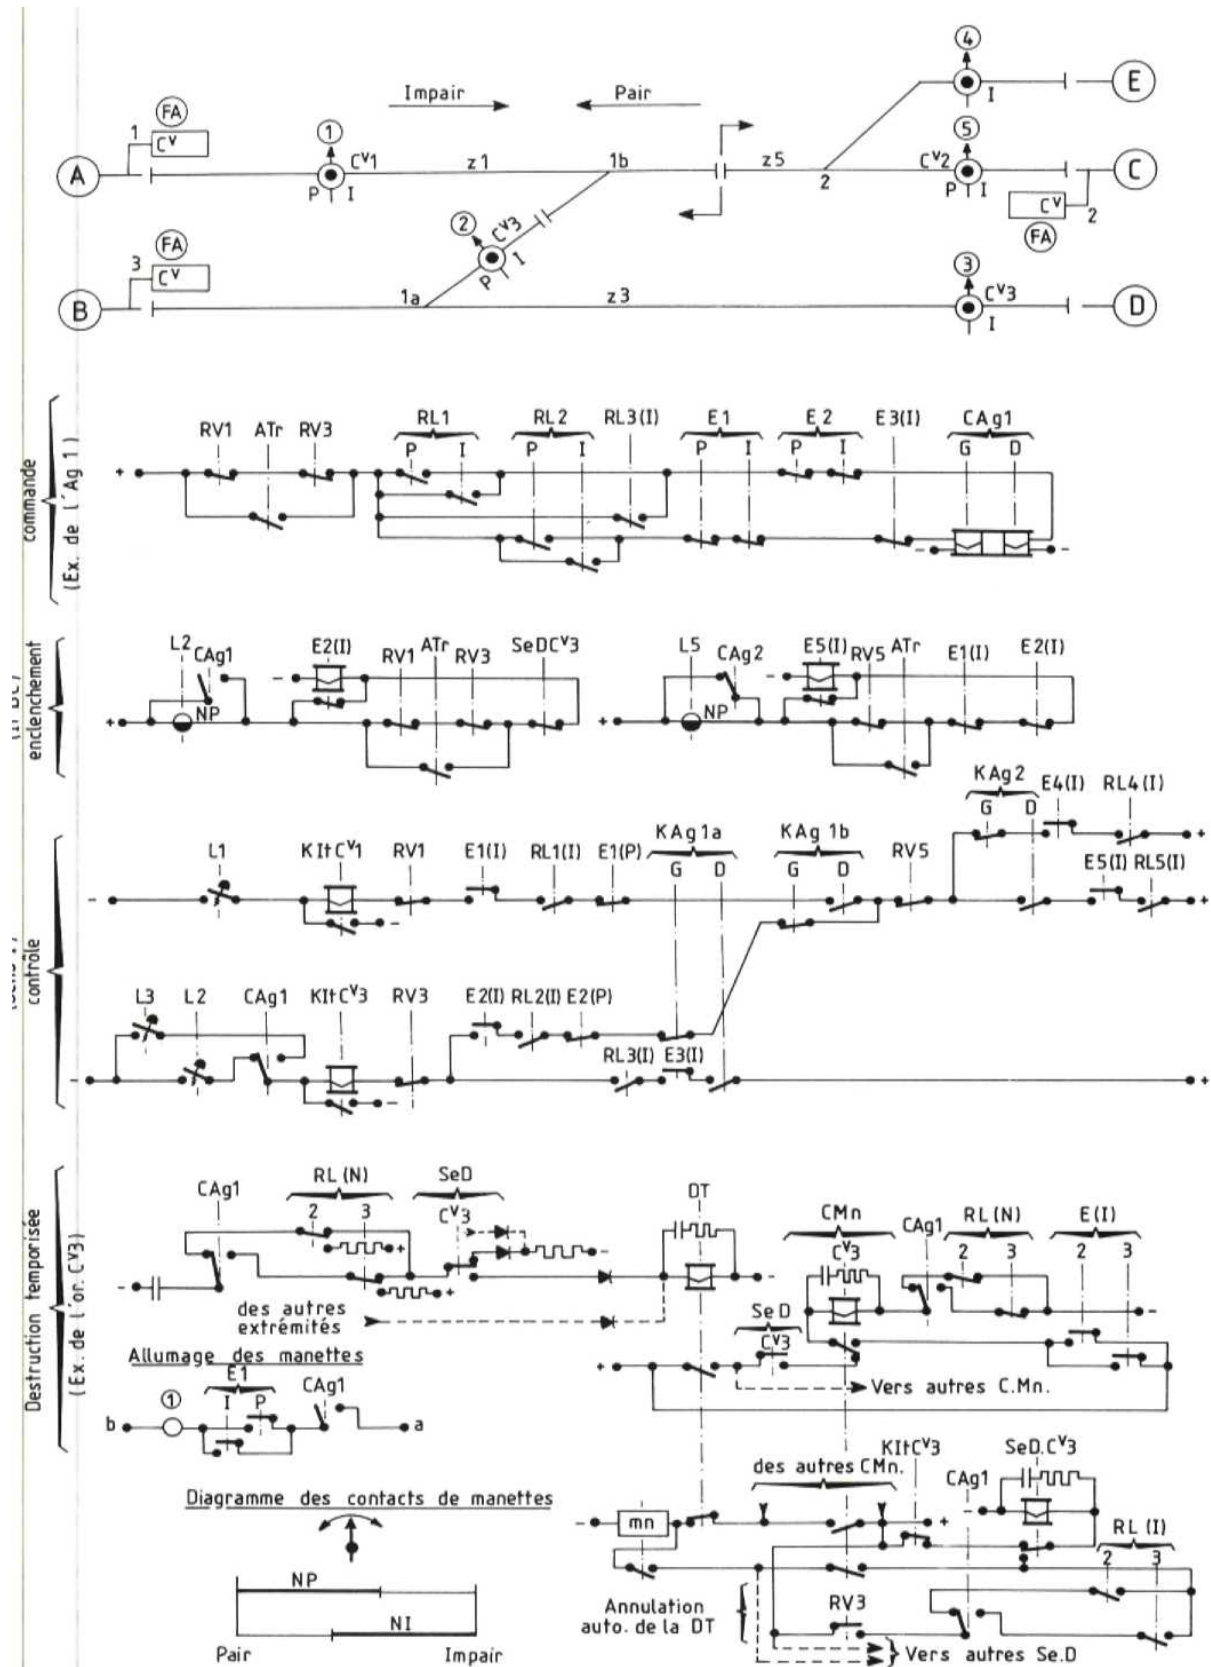 4
E
I
Impair
Pair
FA
1
Cv
1
Cv1
z1
1b
z5
2
5
Cv2
C
A
P I
P I
Cv 2
FA
2
Cv3
I
P
FA
3
Cv
3
Cv3
1a
z3
B
D
I
commande
(Ex. de l'Ag 1)
RV1 ATr RV3
RL1
P I
RL2
P I
RL3(I)
E1
P I
E2
P I
E3(I)
CAg1
G D
+
- -
enclenchement
L2
CAg1
E2(I)
RV1 ATr RV3 SeDCv3
NP
+ -
L5
CAg2
E5(I) RV5 ATr E1(I) E2(I)
NP
+ -
contrôle
KAg2
G D
E4(I) RL4(I)
+
L1 KItCv1 RV1 E1(I) RL1(I) E1(P)
KAg1a
G D
KAg 1b
G D
RV5
E5(I) RL5(I)
- - +
L3 L2 CAg1 KItCv3 RV3 E2(I) RL2(I) E2(P)
RL3(I) E3(I)
- - +
Destruction temporisée
(Ex. de l'or. Cv3)
CAg1
RL (N)
2 3
SeD
Cv3
DT
CMn
Cv3
CAg1
RL(N)
2 3
E(I)
2 3
- + + - - -
des autres
extrémités
SeD
Cv3
+
Vers autres C.Mn.
Allumage des manettes
E1
I P
CAg1
1
b a
Diagramme des contacts de manettes
NP
NI
Pair Impair
des autres CMn.
KItCv3
SeD.Cv3
CAg1
RL (I)
2 3
- mn + -
Annulation
auto. de la DT
RV3
Vers autres Se.D